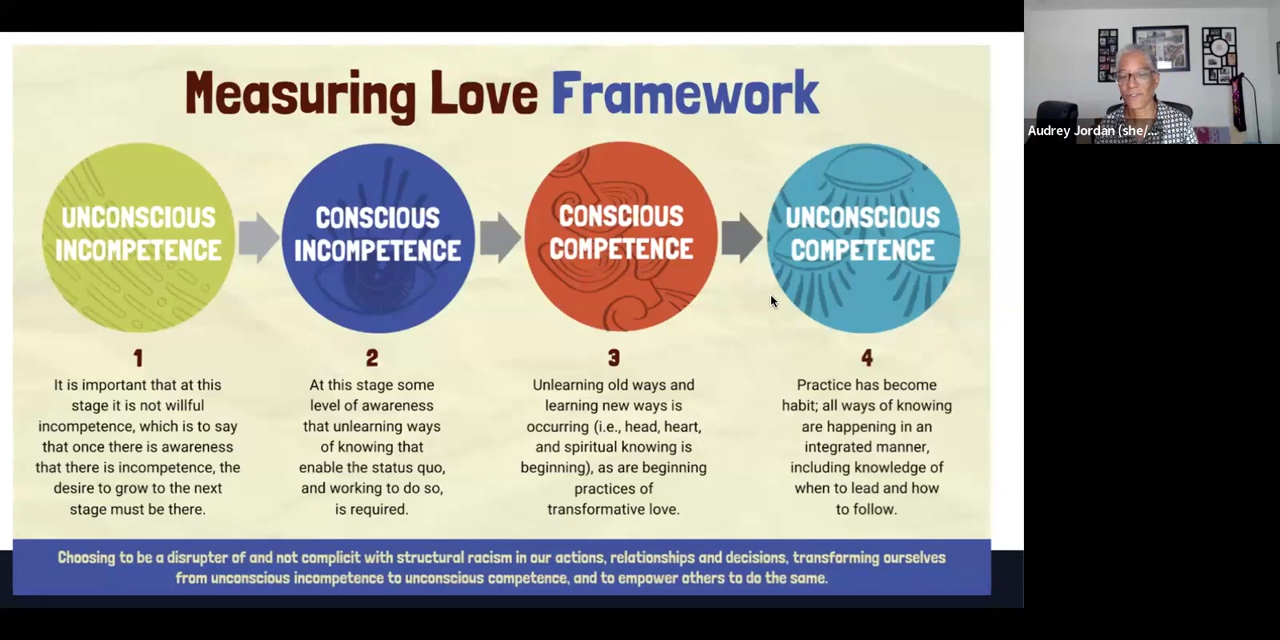 Measuring Love Framework
UNCONSCIOUS
INCOMPETENCE
CONSCIOUS
INCOMPETENCE
CONSCIOUS
COMPETENCE
UNCONSCIOUS
COMPETENCE
1
It is important that at this
stage it is not willful
incompetence, which is to say
that once there is awareness
that there is incompetence, the
desire to grow to the next
stage must be there.
2
At this stage some
level of awareness
that unlearning ways
of knowing that
enable the status quo,
and working to do so,
is required.
3
Unlearning old ways and
learning new ways is
occurring (i.e., head, heart,
and spiritual knowing is
beginning), as are beginning
practices of
transformative love.
4
Practice has become
habit; all ways of knowing
are happening in an
integrated manner,
including knowledge of
when to lead and how
to follow.
Choosing to be a disrupter of and not complicit with structural racism in our actions, relationships and decisions, transforming ourselves
from unconscious incompetence to unconscious competence, and to empower others to do the same.
Audrey Jordan (she/...